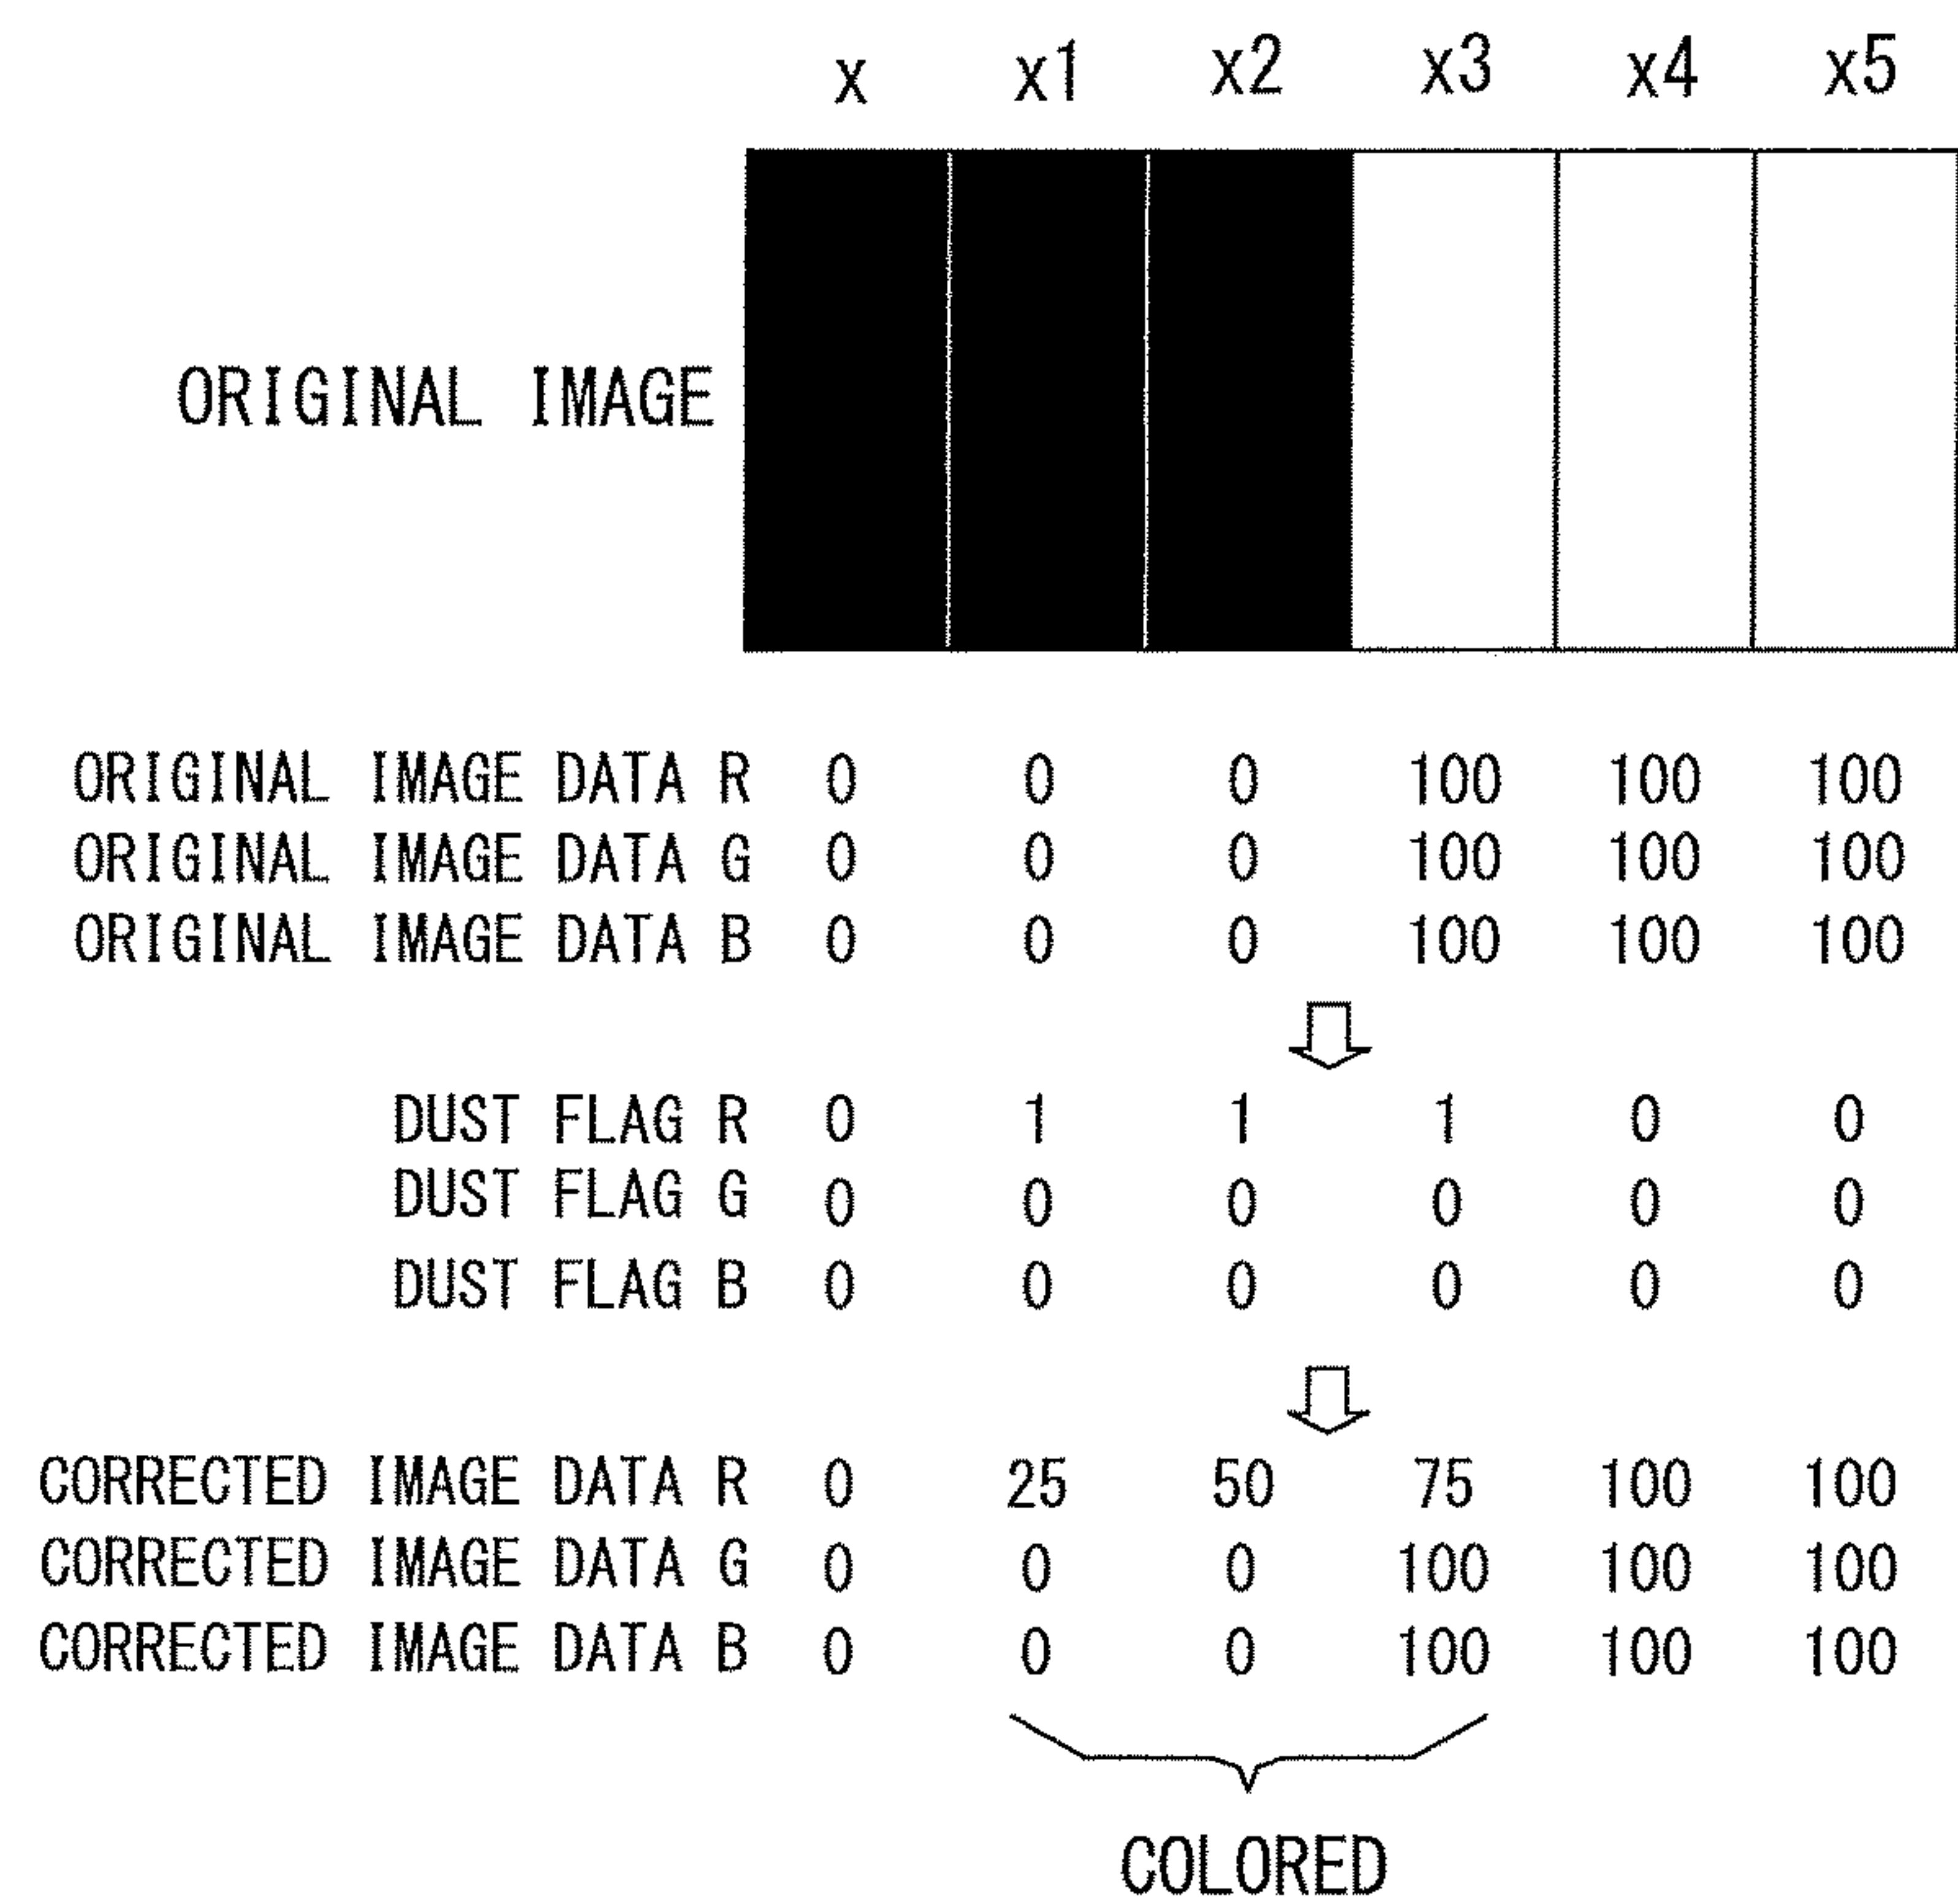 x x1 x2 x3 x4 x5
ORIGINAL IMAGE
ORIGINAL IMAGE DATA R 0 0 0 100 100 100
ORIGINAL IMAGE DATA G 0 0 0 100 100 100
ORIGINAL IMAGE DATA B 0 0 0 100 100 100
DUST FLAG R 0 1 1 1 0 0
DUST FLAG G 0 0 0 0 0 0
DUST FLAG B 0 0 0 0 0 0
CORRECTED IMAGE DATA R 0 25 50 75 100 100
CORRECTED IMAGE DATA G 0 0 0 100 100 100
CORRECTED IMAGE DATA B 0 0 0 100 100 100
COLORED